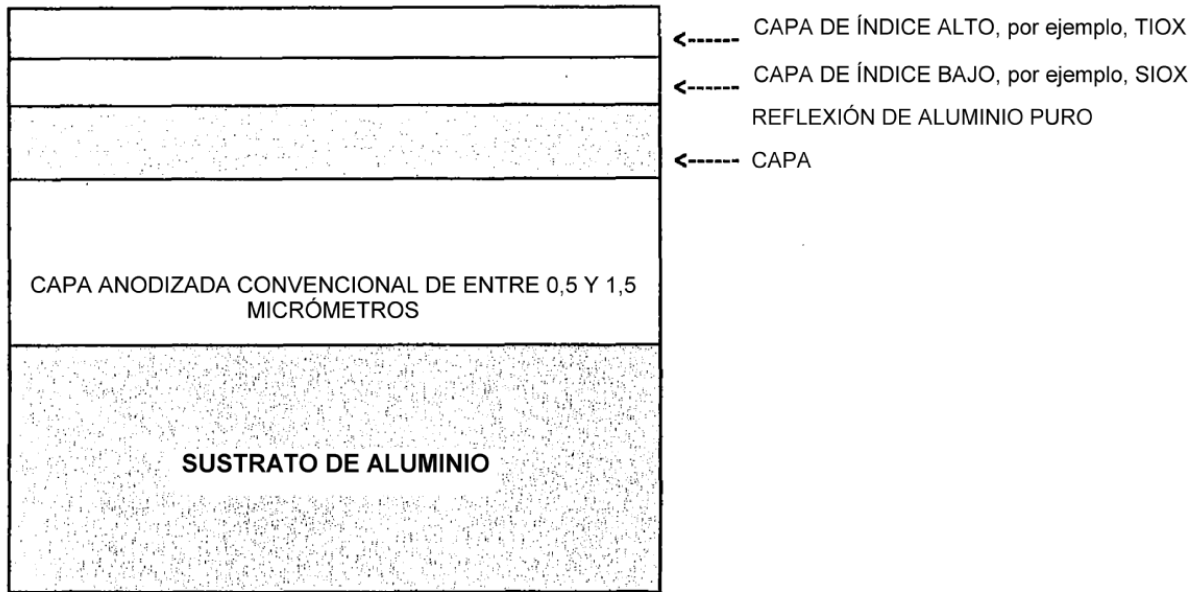 CAPA DE ÍNDICE ALTO, por ejemplo, TIOX
CAPA DE ÍNDICE BAJO, por ejemplo, SIOX
REFLEXIÓN DE ALUMINIO PURO
CAPA
CAPA ANODIZADA CONVENCIONAL DE ENTRE 0,5 Y 1,5
MICRÓMETROS
SUSTRATO DE ALUMINIO